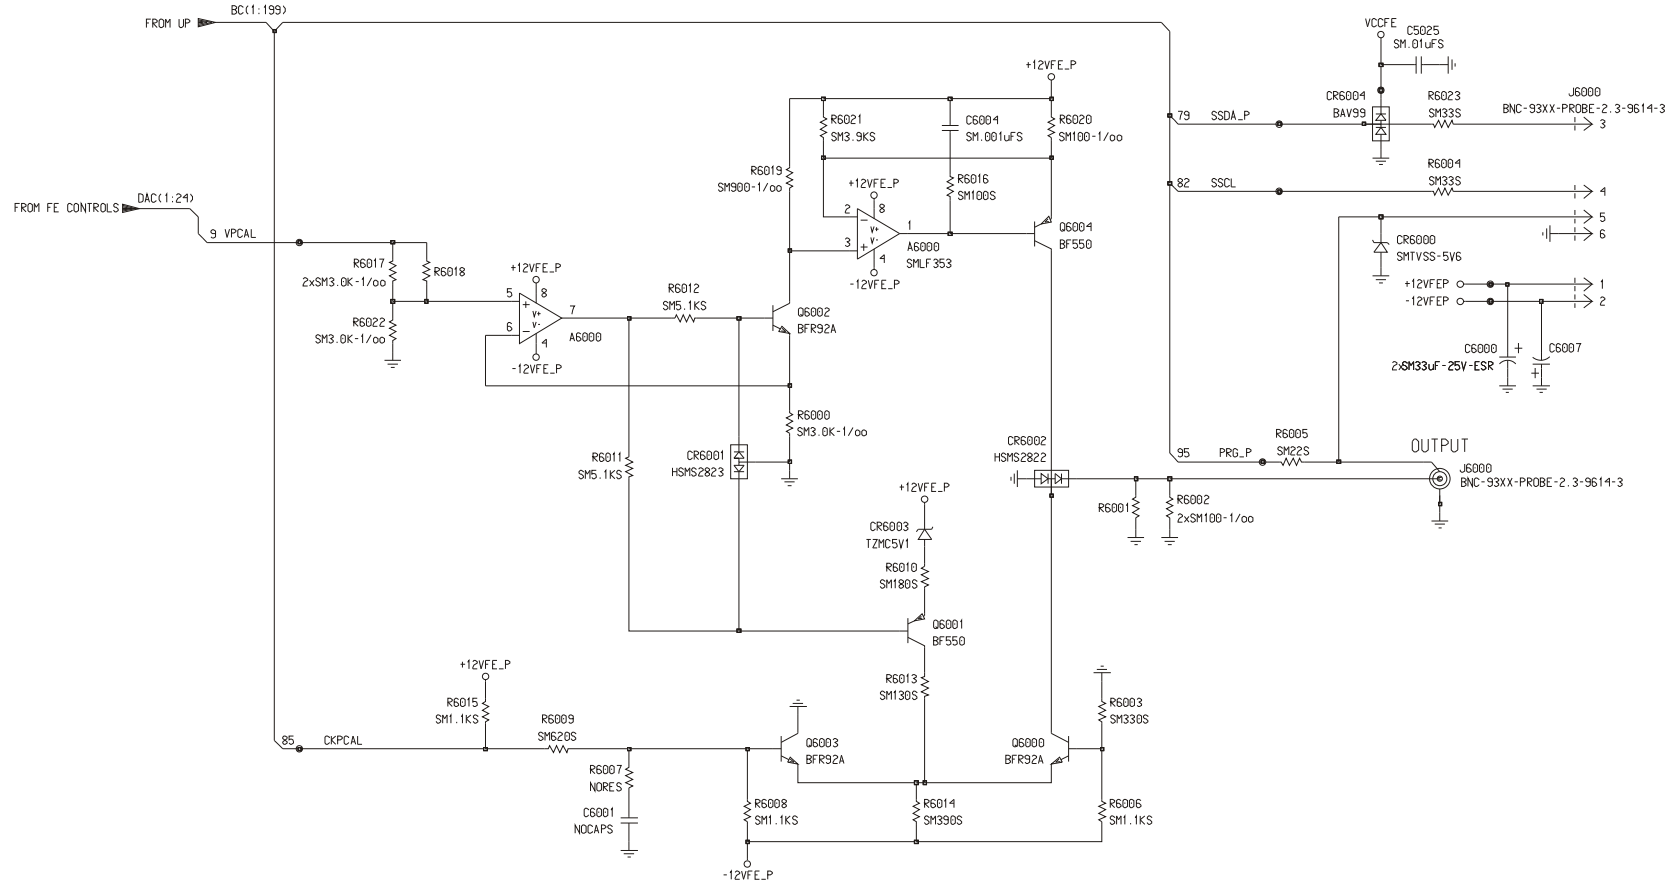 BC(1:199)
FROM UP
VCCFE
C5025
SM.01uFS
+12VFE_P
CR6004
BAV99
R6023
SM33S
J6000
BNC-93XX-PROBE-2.3-9614-3
79 SSDA_P
3
R6021
SM3.9KS
C6004
SM.001uFS
R6020
SM100-1/oo
R6019
SM900-1/oo
+12VFE_P
R6016
SM100S
R6004
SM33S
82 SSCL
4
DAC(1:24)
FROM FE CONTROLS
2
8
1
3
4
V+
V-
A6000
SMLF353
-12VFE_P
Q6004
BF550
5
6
CR6000
SMTVSS-5V6
9 VPCAL
R6017
2xSM3.0K-1/oo
R6018
+12VFE_P
R6022
SM3.0K-1/oo
5
8
7
6
4
V+
V-
A6000
-12VFE_P
R6012
SM5.1KS
Q6002
BFR92A
+12VFEP
1
-12VFEP
2
C6000
2xSM33uF-25V-ESR
C6007
R6000
SM3.0K-1/oo
R6011
SM5.1KS
CR6001
HSMS2823
CR6002
HSMS2822
95 PRG_P
R6005
SM22S
OUTPUT
J6000
BNC-93XX-PROBE-2.3-9614-3
R6001
R6002
2xSM100-1/oo
+12VFE_P
CR6003
TZMC5V1
R6010
SM180S
Q6001
BF550
R6013
SM130S
+12VFE_P
R6015
SM1.1KS
R6009
SM620S
85 CKPCAL
Q6003
BFR92A
Q6000
BFR92A
R6003
SM330S
R6007
NORES
C6001
NOCAPS
R6008
SM1.1KS
R6014
SM390S
R6006
SM1.1KS
-12VFE_P